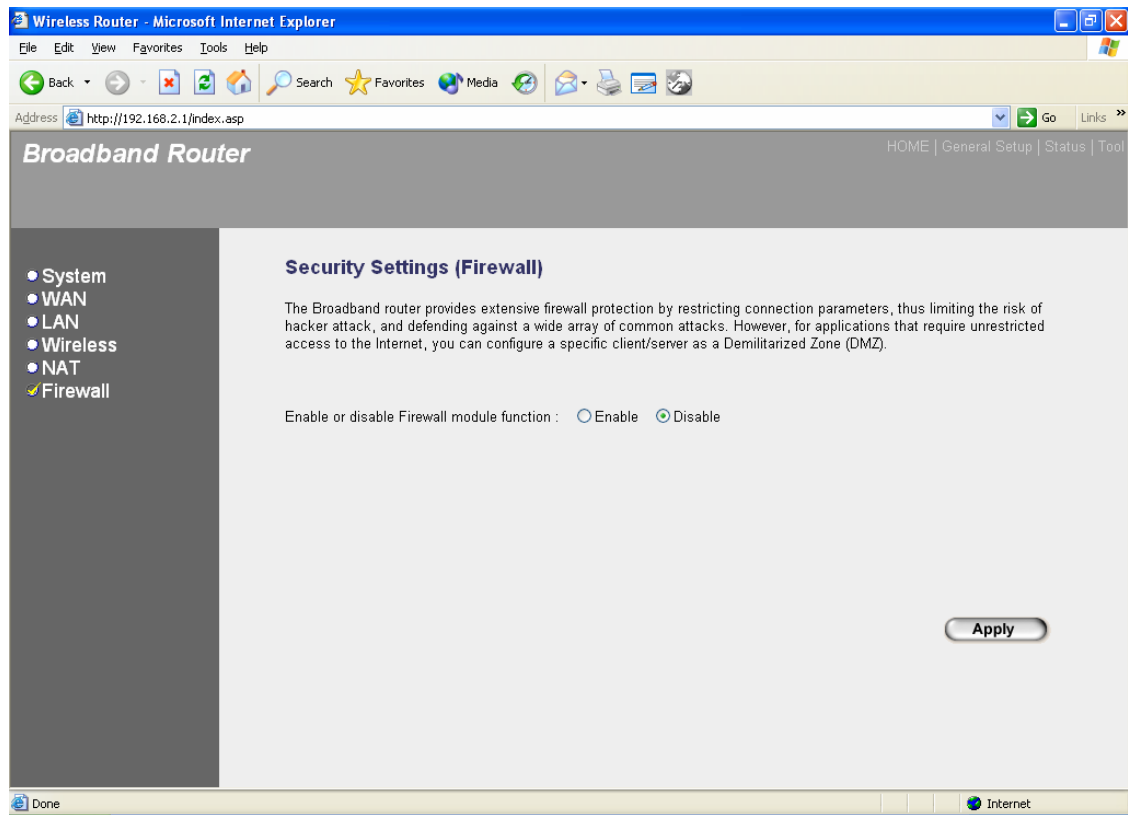 Wireless Router - Microsoft Internet Explorer
File Edit View Favorites Tools Help
Back Search Favorites Media
Address http://192.168.2.1/index.asp Go Links »
Broadband Router
HOME | General Setup | Status | Tool
System
WAN
LAN
Wireless
NAT
Firewall
Security Settings (Firewall)
The Broadband router provides extensive firewall protection by restricting connection parameters, thus limiting the risk of
hacker attack, and defending against a wide array of common attacks. However, for applications that require unrestricted
access to the Internet, you can configure a specific client/server as a Demilitarized Zone (DMZ).
Enable or disable Firewall module function : Enable Disable
Apply
Done Internet